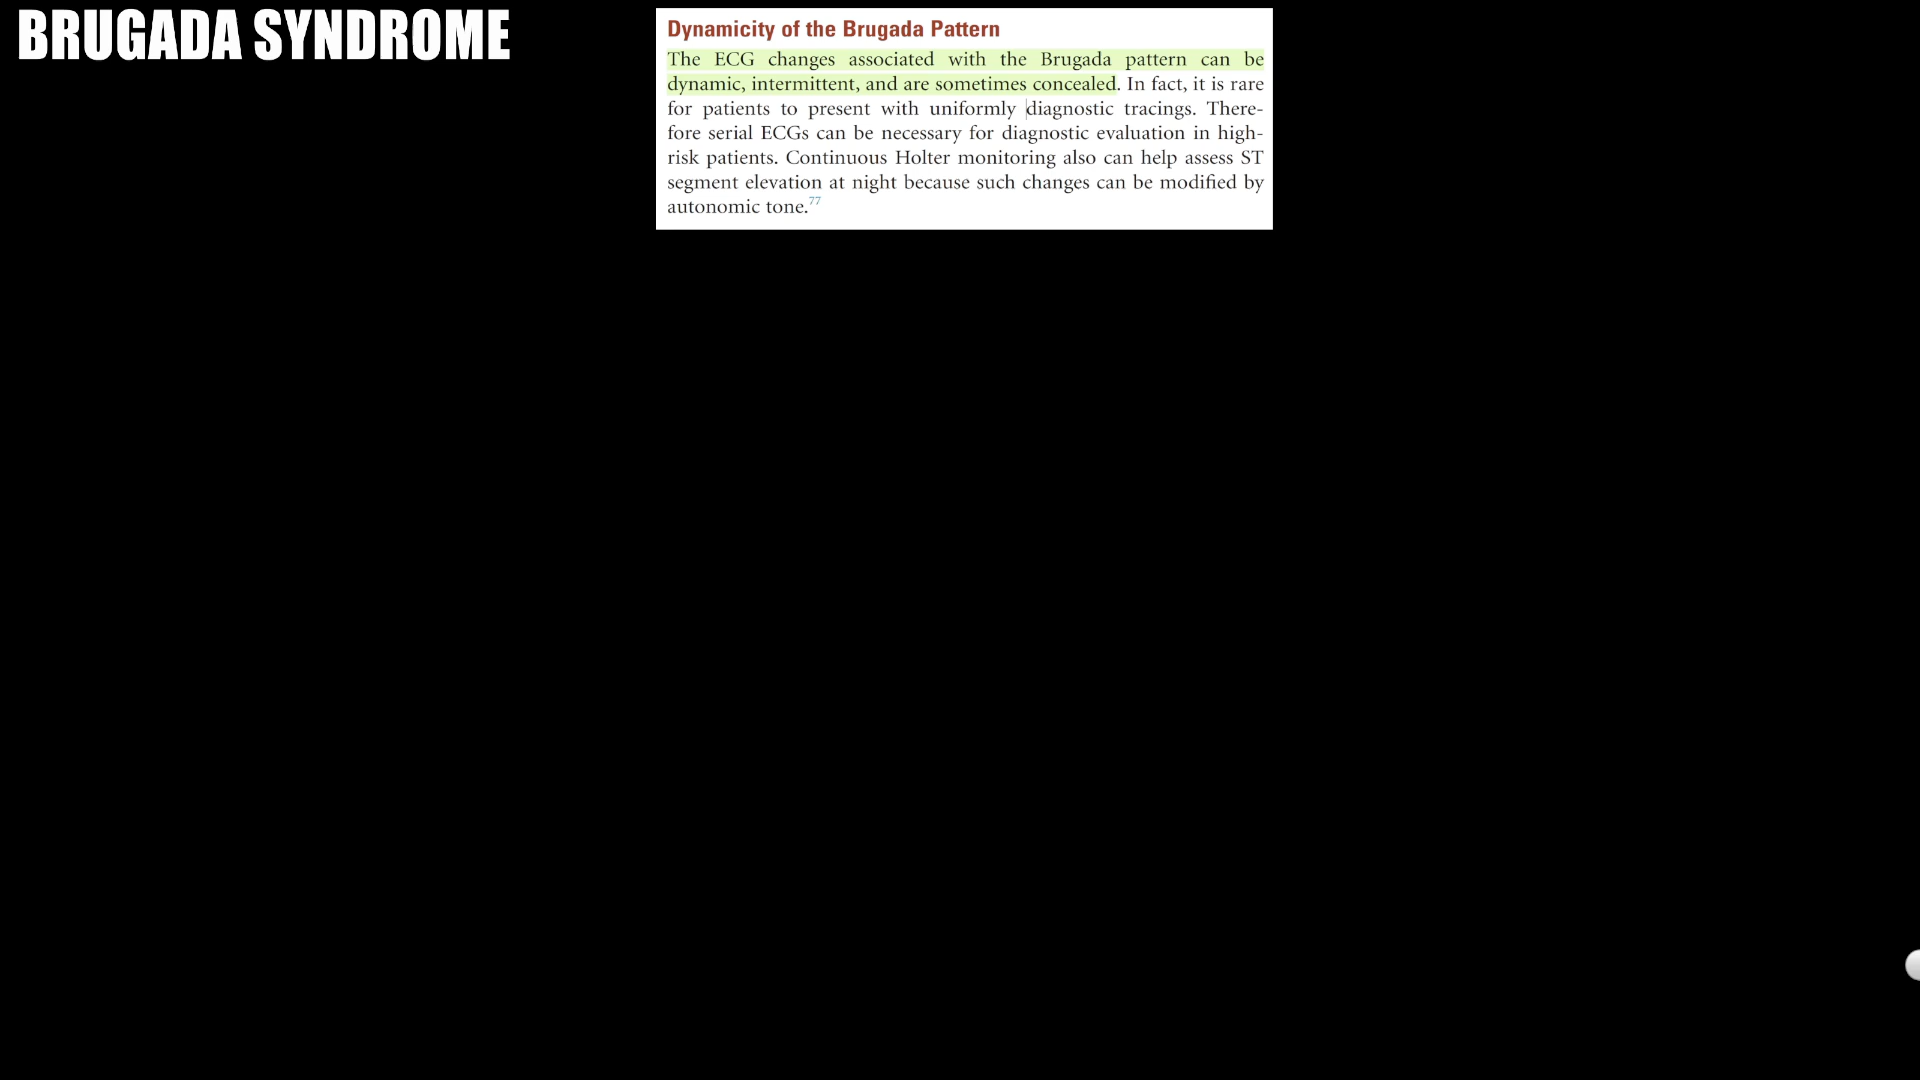 BRUGADA SYNDROME
Dynamicity of the Brugada Pattern
The ECG changes associated with the Brugada pattern can be
dynamic, intermittent, and are sometimes concealed. In fact, it is rare
for patients to present with uniformly diagnostic tracings. There-
fore serial ECGs can be necessary for diagnostic evaluation in high-
risk patients. Continuous Holter monitoring also can help assess ST
segment elevation at night because such changes can be modified by
autonomic tone.77